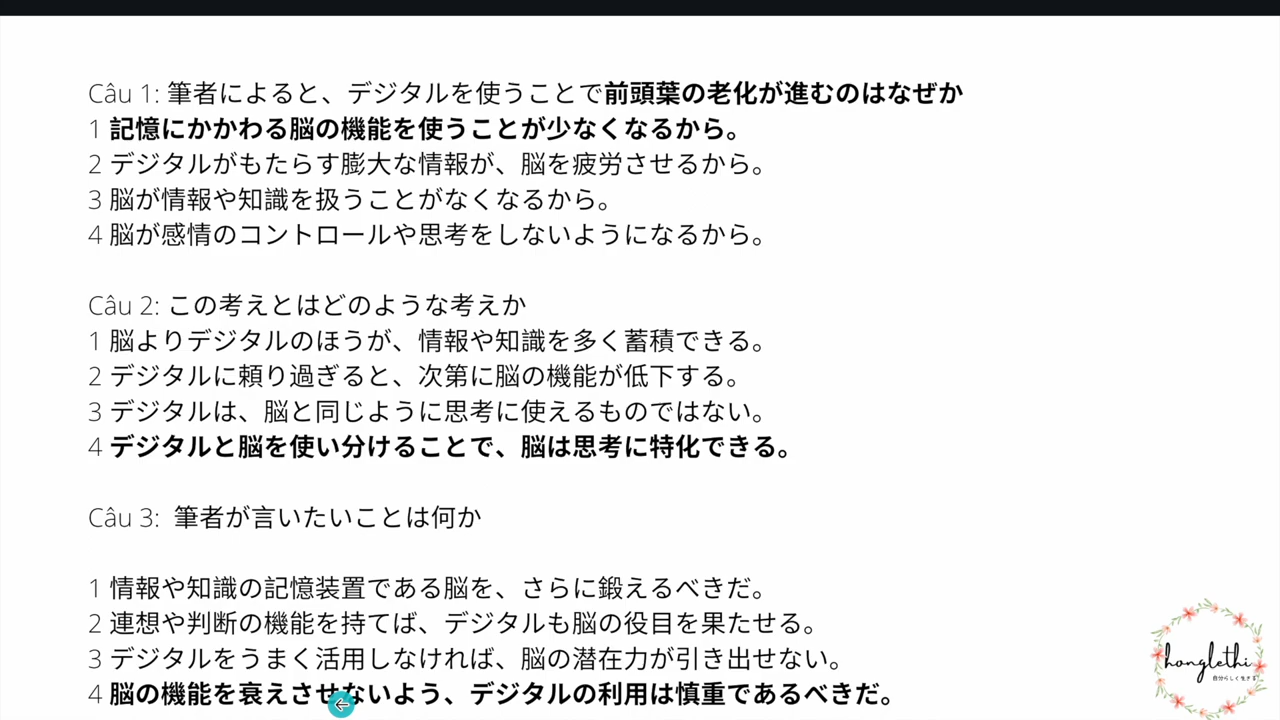 Câu 1: 筆者によると、デジタルを使うことで前頭葉の老化が進むのはなぜか
1 記憶にかかわる脳の機能を使うことが少なくなるから。
2 デジタルがもたらす膨大な情報が、脳を疲労させるから。
3 脳が情報や知識を扱うことがなくなるから。
4 脳が感情のコントロールや思考をしないようになるから。
Câu 2: この考えとはどのような考えか
1 脳よりデジタルのほうが、情報や知識を多く蓄積できる。
2 デジタルに頼り過ぎると、次第に脳の機能が低下する。
3 デジタルは、脳と同じように思考に使えるものではない。
4 デジタルと脳を使い分けることで、脳は思考に特化できる。
Câu 3: 筆者が言いたいことは何か
1 情報や知識の記憶装置である脳を、さらに鍛えるべきだ。
2 連想や判断の機能を持てば、デジタルも脳の役目を果たせる。
3 デジタルをうまく活用しなければ、脳の潜在力が引き出せない。
4 脳の機能を衰えさせないよう、デジタルの利用は慎重であるべきだ。
honglethi
自分らしく生きる